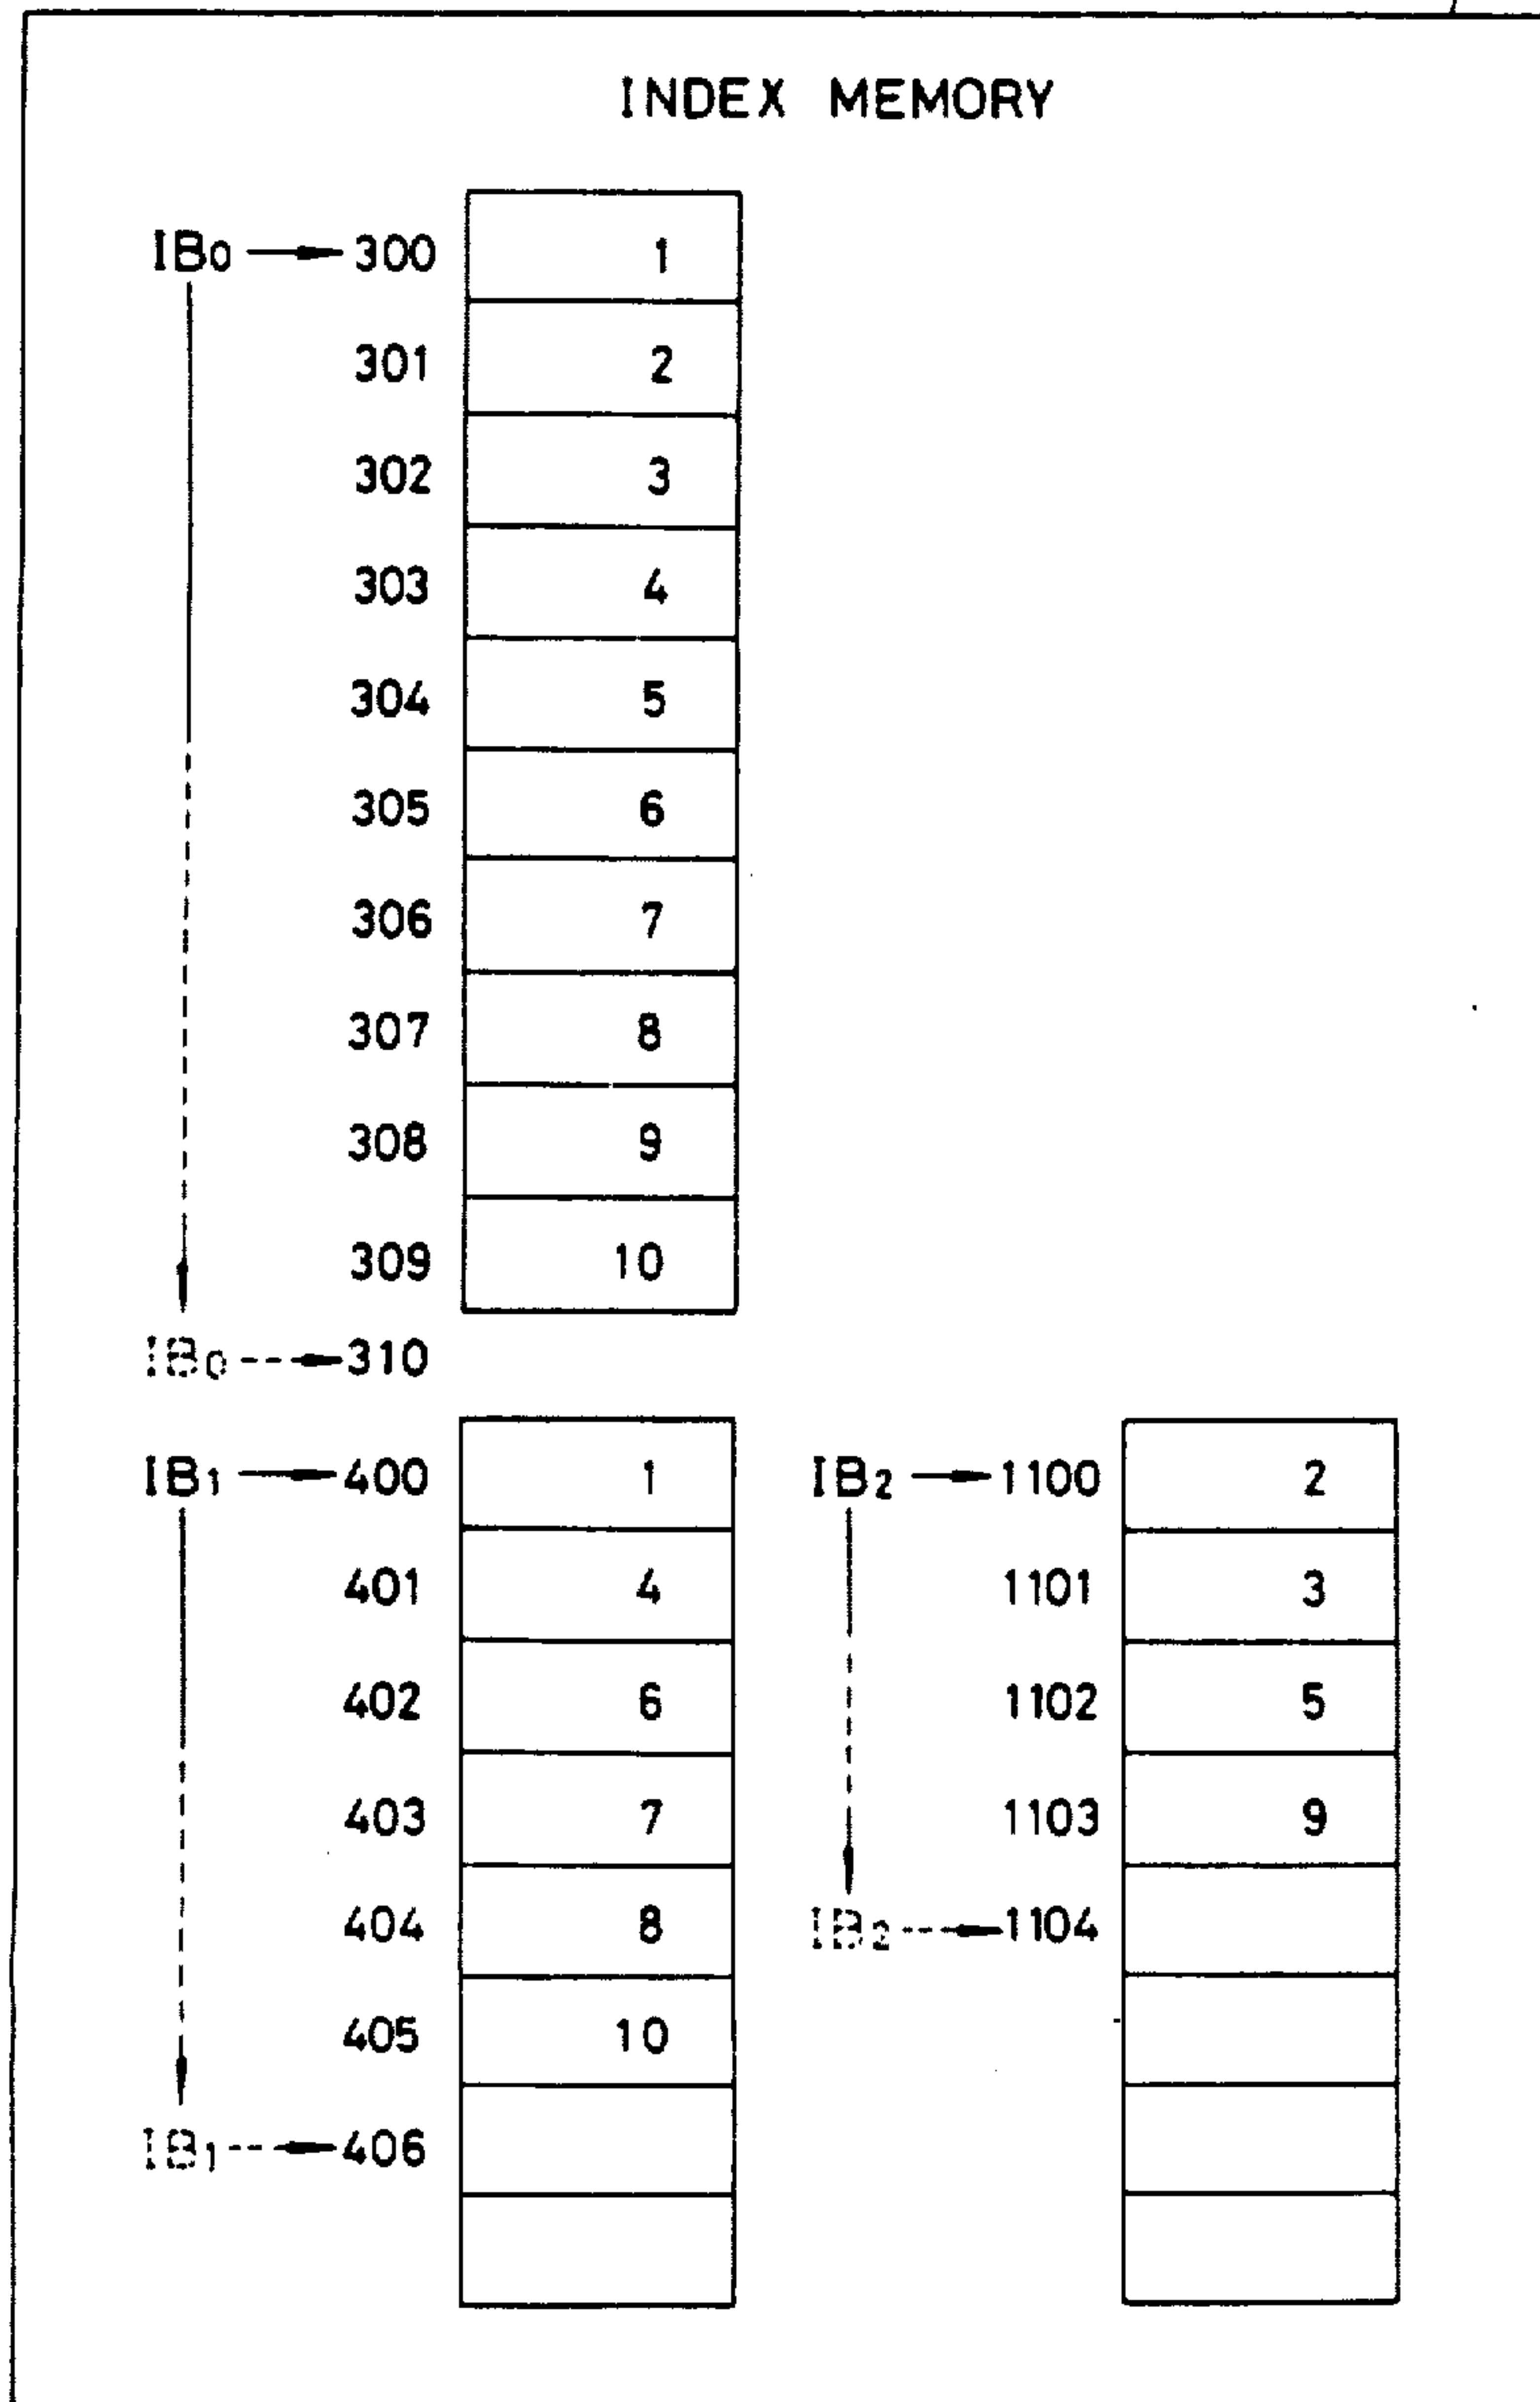 INDEX MEMORY
IB0 300 1
301 2
302 3
303 4
304 5
305 6
306 7
307 8
308 9
309 10
IB0 310
IB1 400 1
401 4
402 6
403 7
404 8
405 10
IB1 406
IB2 1100 2
1101 3
1102 5
1103 9
IB2 1104